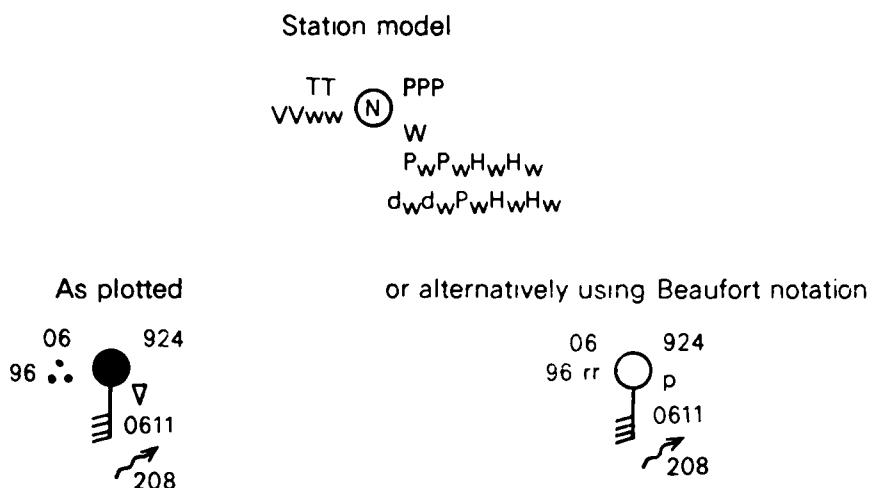 Station model
TT PPP
VVww N
W
PwPwHwHw
dwdwPwHwHw
As plotted
or alternatively using Beaufort notation
06 924
96
0611
208
06 924
96 rr p
0611
208